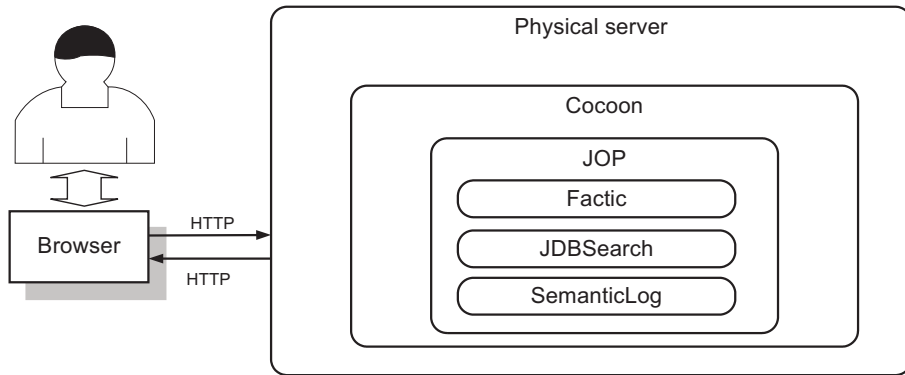 Physical server
Cocoon
JOP
Factic
HTTP
Browser
JDBSearch
HTTP
SemanticLog